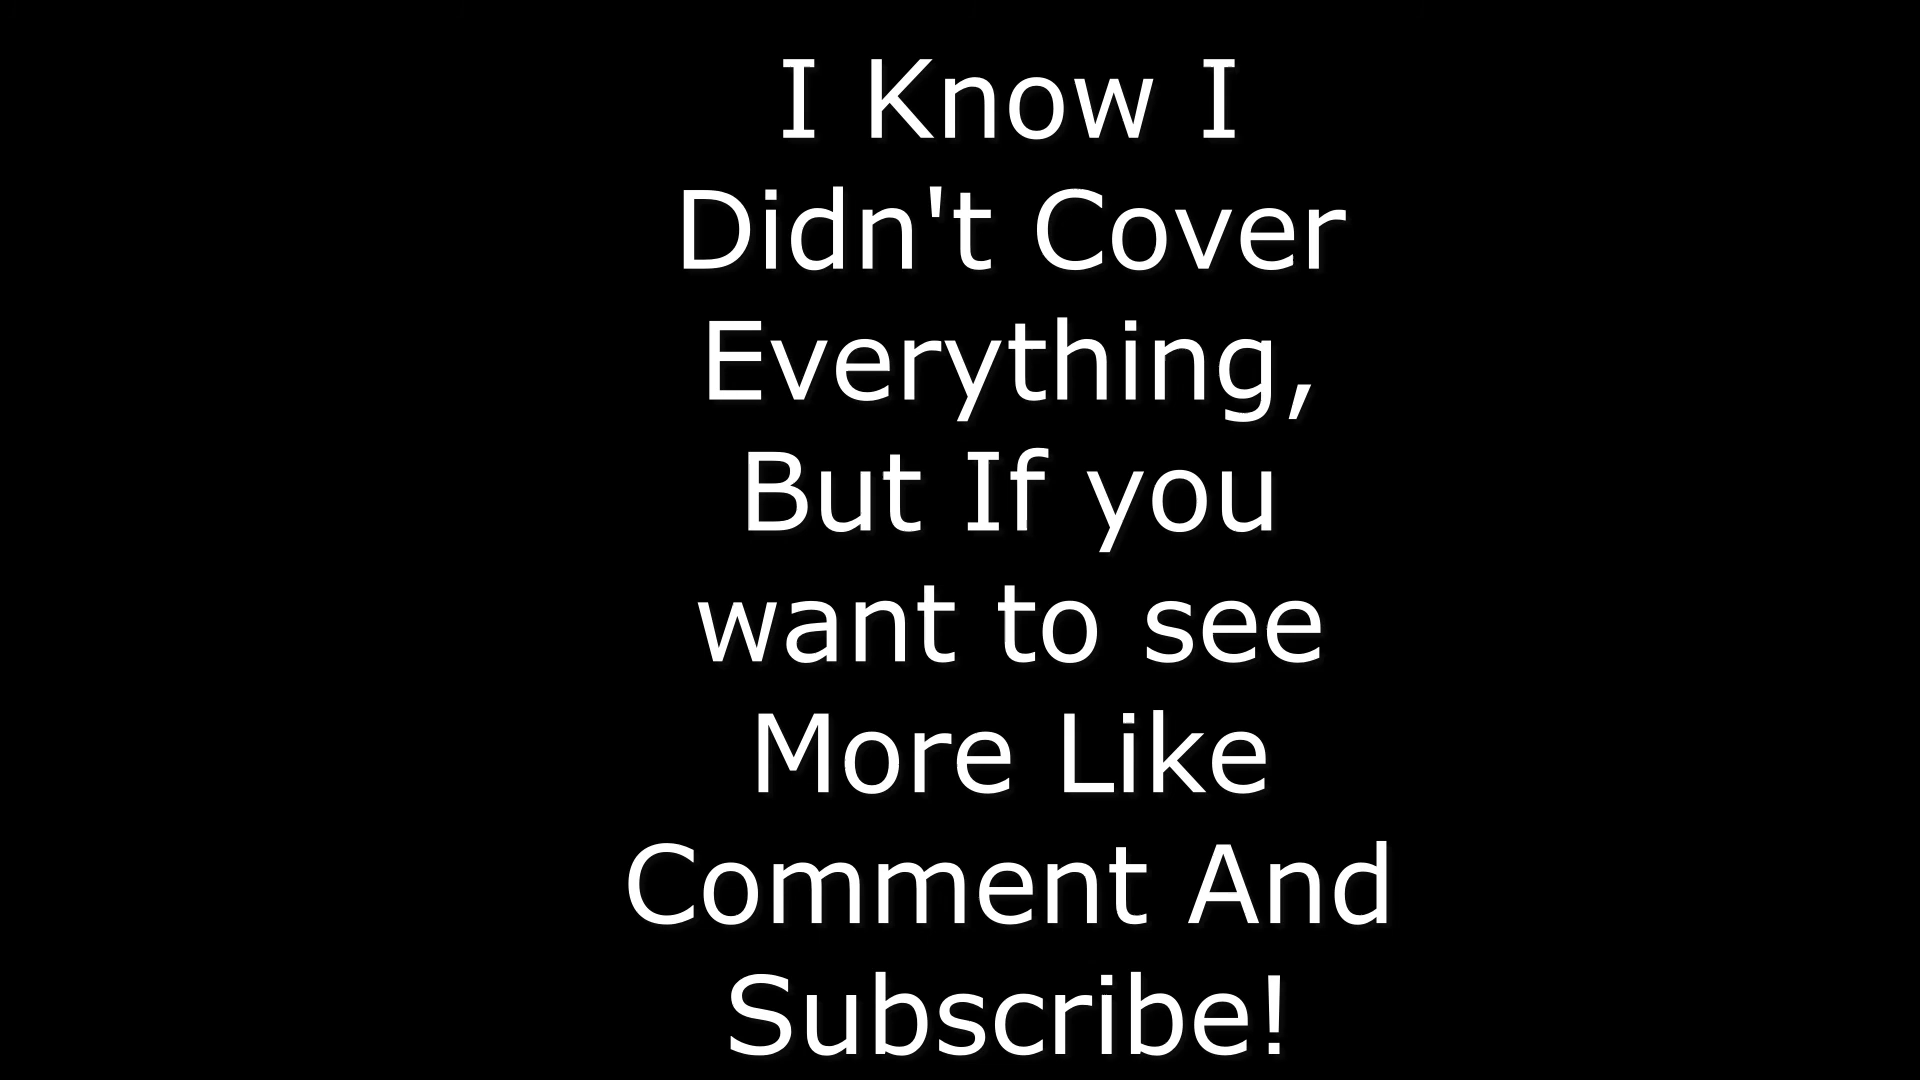 I Know I
Didn't Cover
Everything,
But If you
want to see
More Like
Comment And
Subscribe!